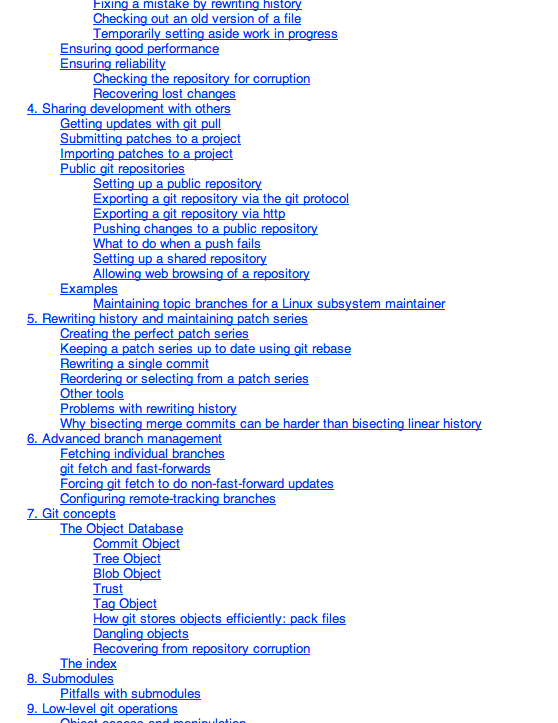 Fixing a mistake by rewriting history
Checking out an old version of a file
Temporarily setting aside work in progress
Ensuring good performance
Ensuring reliability
Checking the repository for corruption
Recovering lost changes
4. Sharing development with others
Getting updates with git pull
Submitting patches to a project
Importing patches to a project
Public git repositories
Setting up a public repository
Exporting a git repository via the git protocol
Exporting a git repository via http
Pushing changes to a public repository
What to do when a push fails
Setting up a shared repository
Allowing web browsing of a repository
Examples
Maintaining topic branches for a Linux subsystem maintainer
5. Rewriting history and maintaining patch series
Creating the perfect patch series
Keeping a patch series up to date using git rebase
Rewriting a single commit
Reordering or selecting from a patch series
Other tools
Problems with rewriting history
Why bisecting merge commits can be harder than bisecting linear history
6. Advanced branch management
Fetching individual branches
git fetch and fast-forwards
Forcing git fetch to do non-fast-forward updates
Configuring remote-tracking branches
7. Git concepts
The Object Database
Commit Object
Tree Object
Blob Object
Trust
Tag Object
How git stores objects efficiently: pack files
Dangling objects
Recovering from repository corruption
The index
8. Submodules
Pitfalls with submodules
9. Low-level git operations
Object access and manipulation